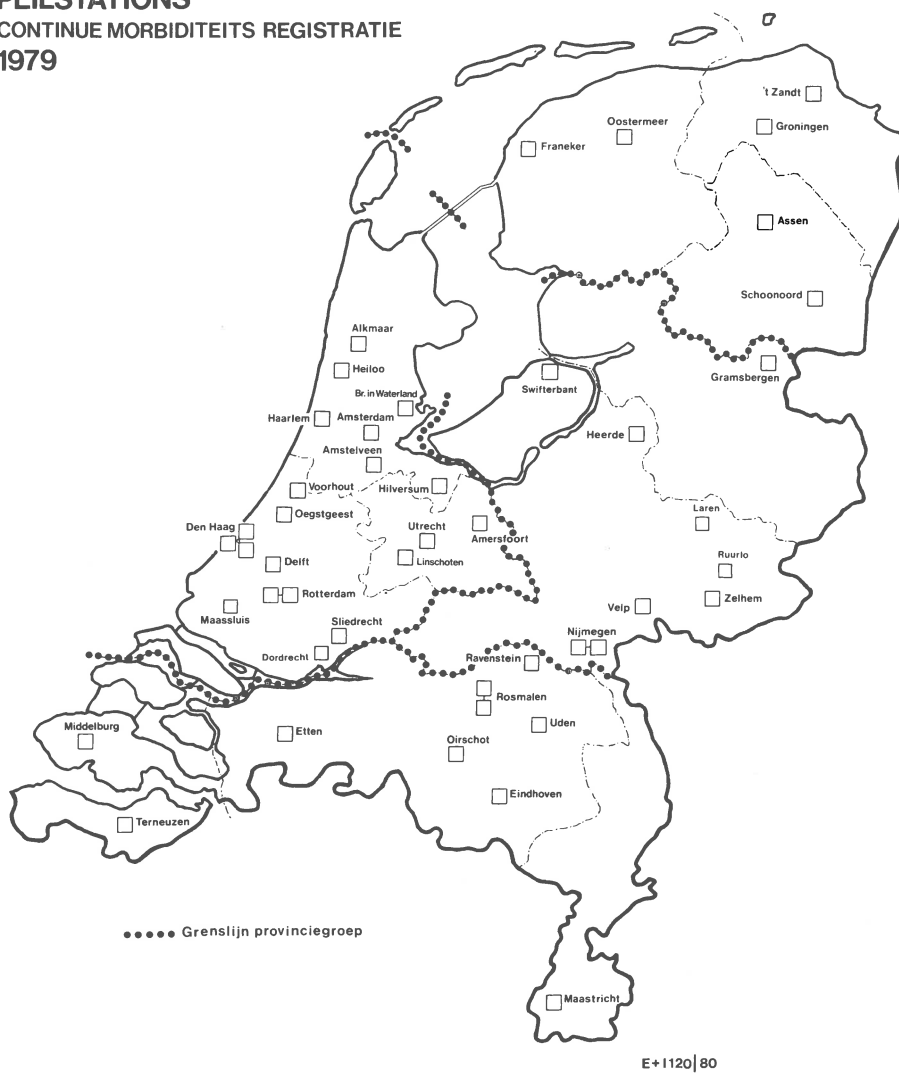 PEILSTATIONS
CONTINUE MORBIDITEITS REGISTRATIE
1979
't Zandt
Oostermeer
Groningen
Franeker
Assen
Schoonoord
Alkmaar
Heiloo
Gramsbergen
Swifterbant
Br. in Waterland
Haarlem
Amsterdam
Heerde
Amstelveen
Voorhout
Hilversum
Laren
Oegstgeest
Den Haag
Utrecht
Amersfoort
Ruurlo
Delft
Linschoten
Rotterdam
Zelhem
Velp
Maassluis
Sliedrecht
Nijmegen
Dordrecht
Ravenstein
Rosmalen
Middelburg
Etten
Uden
Oirschot
Eindhoven
Terneuzen
Grenslijn provinciegroep
Maastricht
E+I120|80